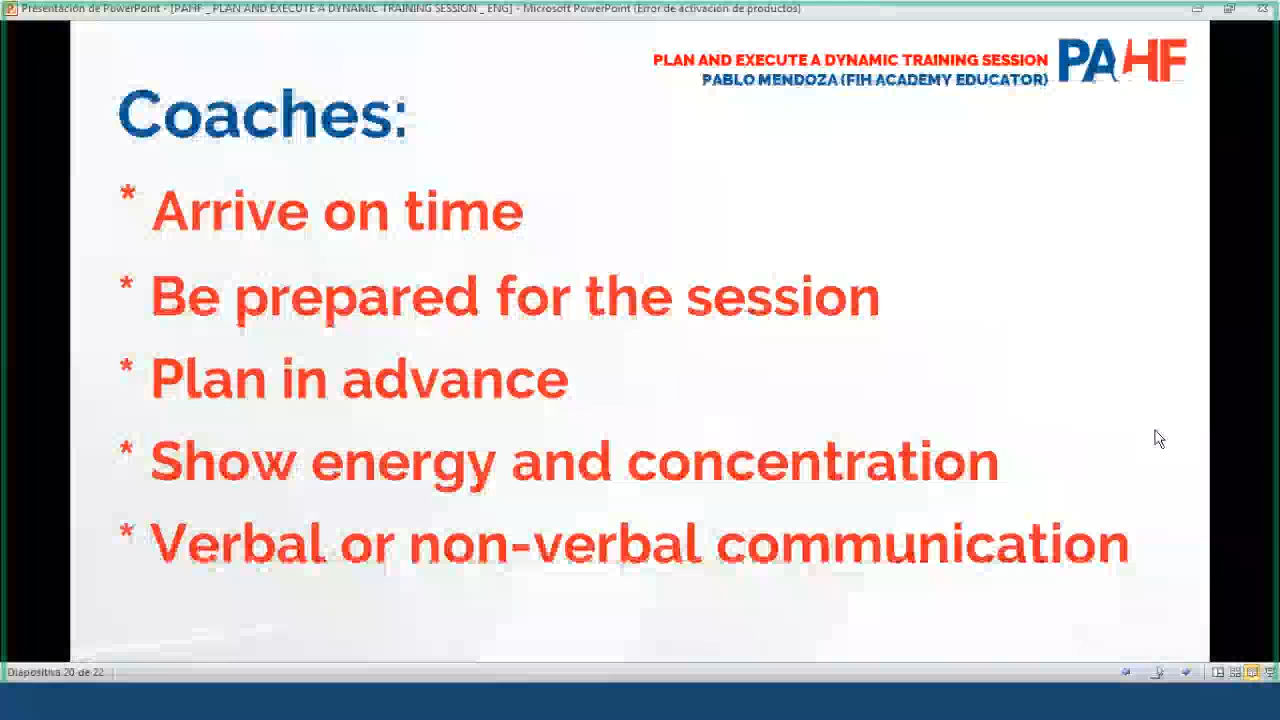 Presentación de PowerPoint - [PAHF _ PLAN AND EXECUTE A DYNAMIC TRAINING SESSION _ ENG] - Microsoft PowerPoint (Error de activación de productos)
PLAN AND EXECUTE A DYNAMIC TRAINING SESSION
PABLO MENDOZA (FIH ACADEMY EDUCATOR)
PAHF
Coaches:
* Arrive on time
* Be prepared for the session
* Plan in advance
* Show energy and concentration
* Verbal or non-verbal communication
Diapositiva 20 de 22